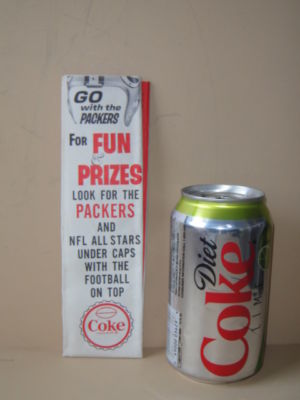 GO
with the
PACKERS
FOR FUN
&
PRIZES
LOOK FOR THE
PACKERS
AND
NFL ALL STARS
UNDER CAPS
WITH THE
FOOTBALL
ON TOP
Coke
Diet
Coke